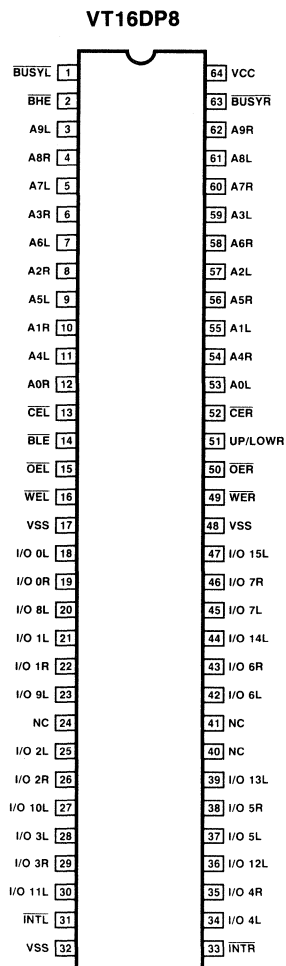 VT16DP8
BUSYL 1 64 VCC
BHE 2 63 BUSYR
A9L 3 62 A9R
A8R 4 61 A8L
A7L 5 60 A7R
A3R 6 59 A3L
A6L 7 58 A6R
A2R 8 57 A2L
A5L 9 56 A5R
A1R 10 55 A1L
A4L 11 54 A4R
A0R 12 53 A0L
CEL 13 52 CER
BLE 14 51 UP/LOWR
OEL 15 50 OER
WEL 16 49 WER
VSS 17 48 VSS
I/O 0L 18 47 I/O 15L
I/O 0R 19 46 I/O 7R
I/O 8L 20 45 I/O 7L
I/O 1L 21 44 I/O 14L
I/O 1R 22 43 I/O 6R
I/O 9L 23 42 I/O 6L
NC 24 41 NC
I/O 2L 25 40 NC
I/O 2R 26 39 I/O 13L
I/O 10L 27 38 I/O 5R
I/O 3L 28 37 I/O 5L
I/O 3R 29 36 I/O 12L
I/O 11L 30 35 I/O 4R
INTL 31 34 I/O 4L
VSS 32 33 INTR